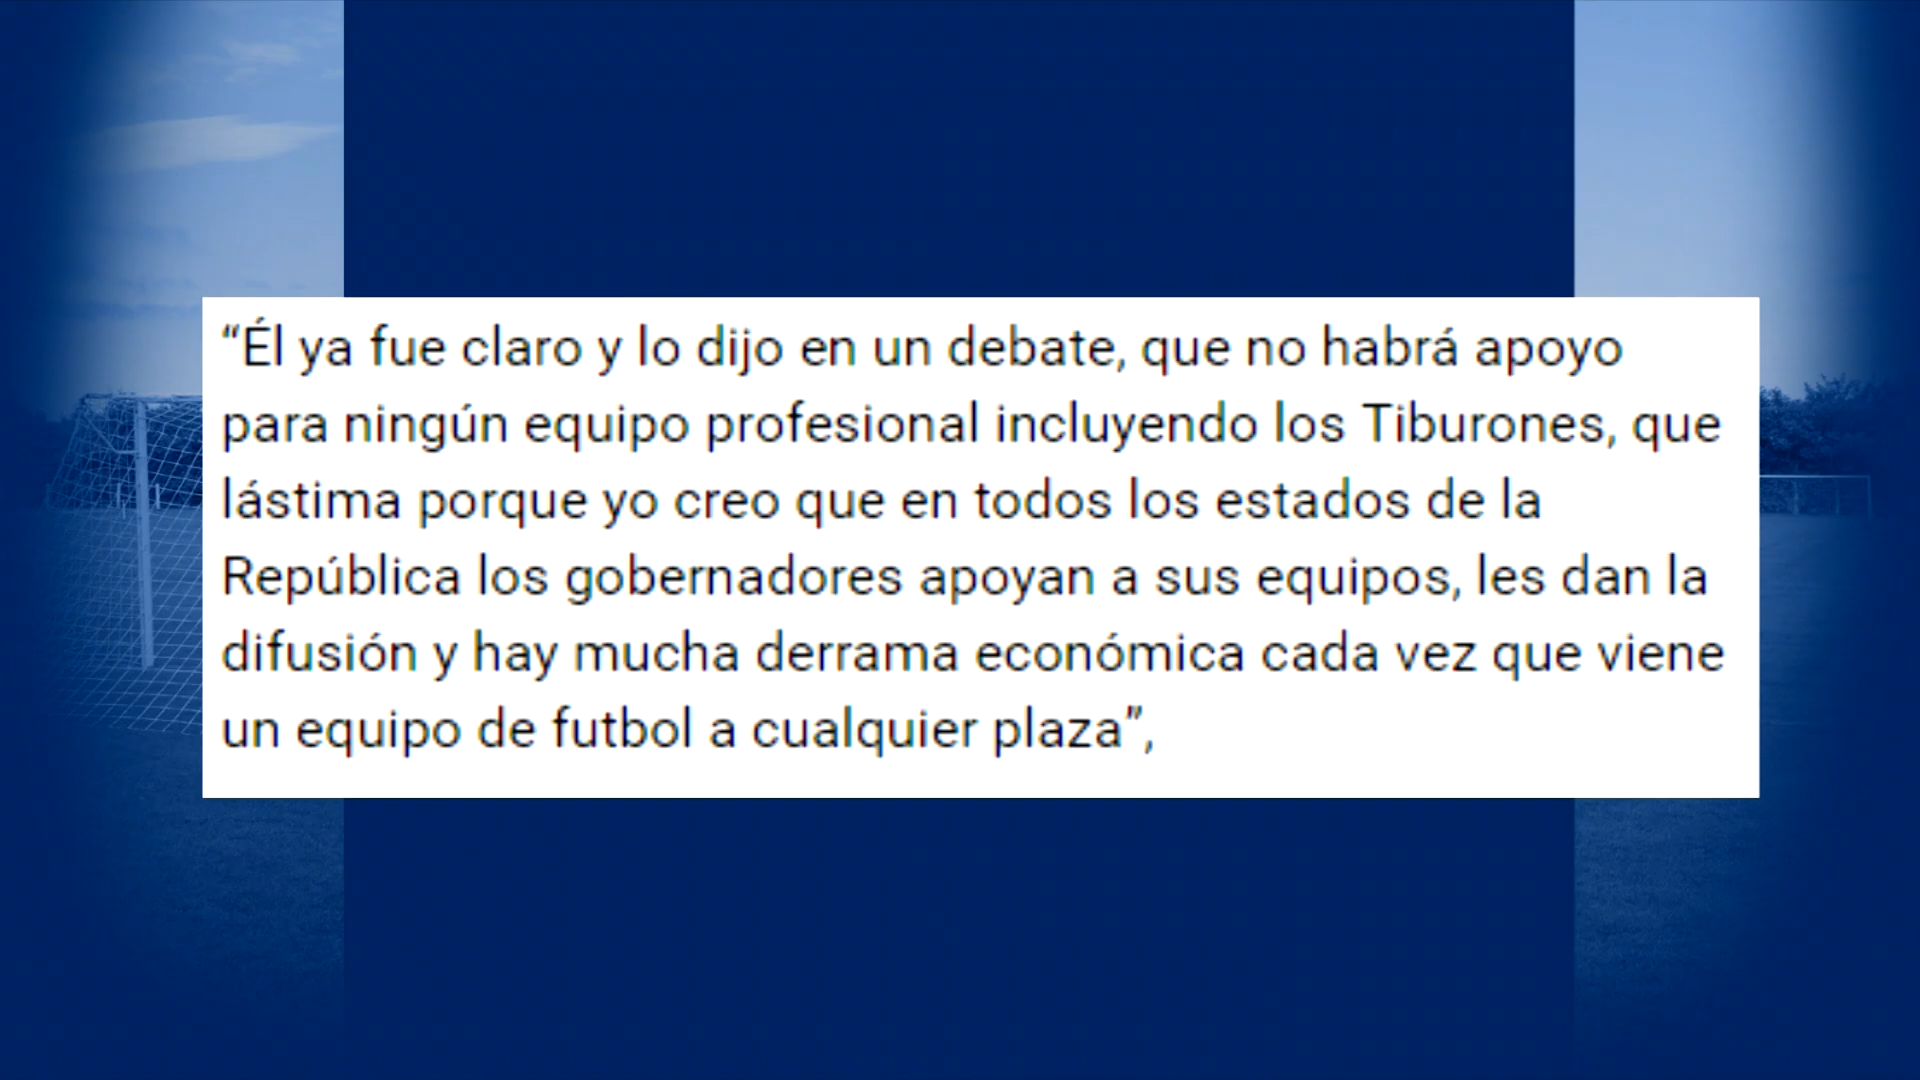 “Él ya fue claro y lo dijo en un debate, que no habrá apoyo
para ningún equipo profesional incluyendo los Tiburones, que
lástima porque yo creo que en todos los estados de la
República los gobernadores apoyan a sus equipos, les dan la
difusión y hay mucha derrama económica cada vez que viene
un equipo de futbol a cualquier plaza”,